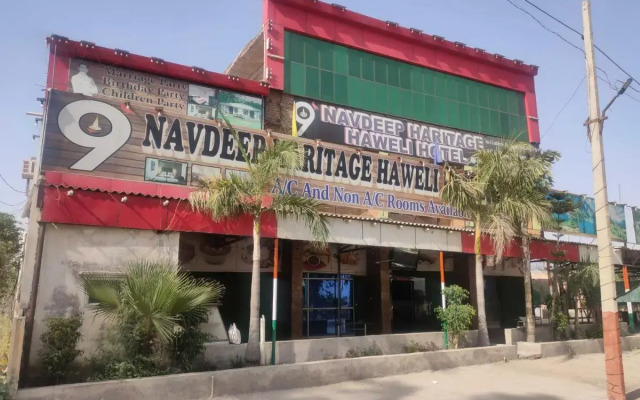 Marriage Party
Birthday Party
Children Party
9
NAVDEEP HARITAGE
HAWELI HOTEL
9
NAVDEEP HARITAGE HAWELI
A/C And Non A/C Rooms Available